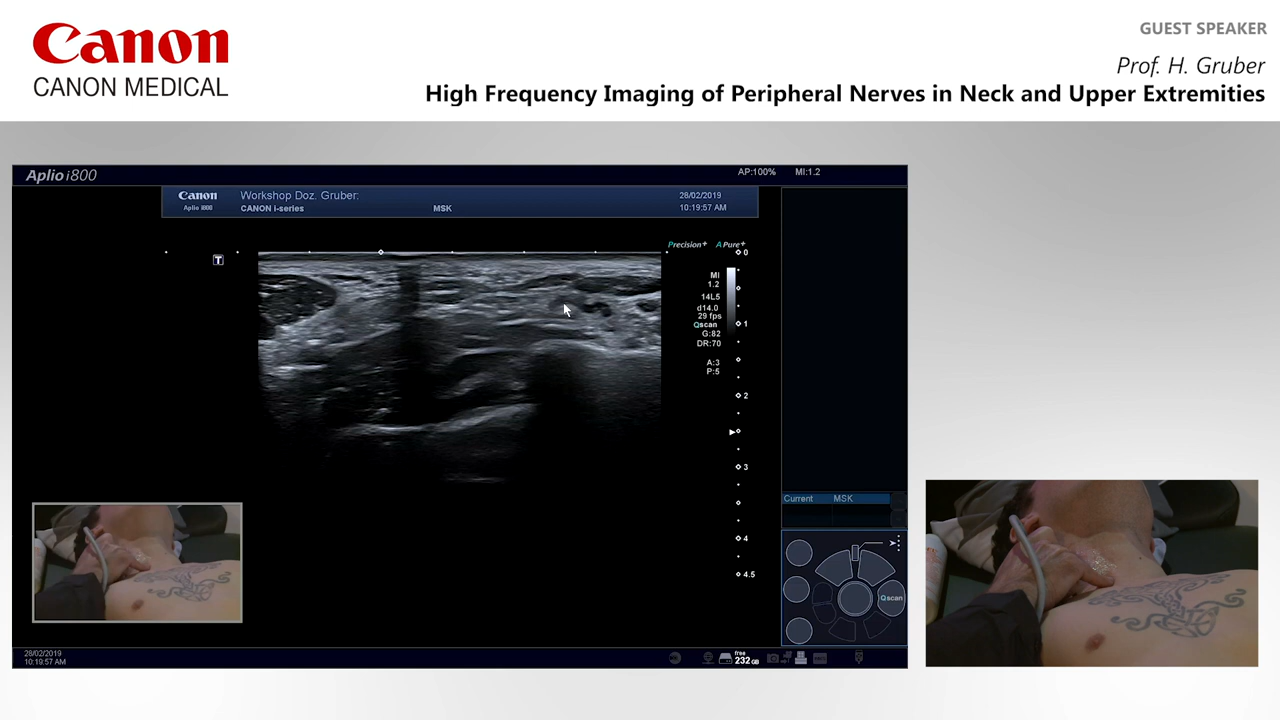 Canon
CANON MEDICAL
GUEST SPEAKER
Prof. H. Gruber
High Frequency Imaging of Peripheral Nerves in Neck and Upper Extremities
Aplio i800
AP:100% MI:1.2
Canon
Aplio i800
Workshop Doz. Gruber:
CANON i-series
MSK
28/02/2019
10:19:57 AM
Precision+ APure+
T
0
MI
1.2
14L5
d14.0
29 fps
Qscan
G:82
DR:70
A:3
P:5
1
2
3
4
4.5
Current MSK
Qscan
28/02/2019
10:19:57 AM
free
232GB